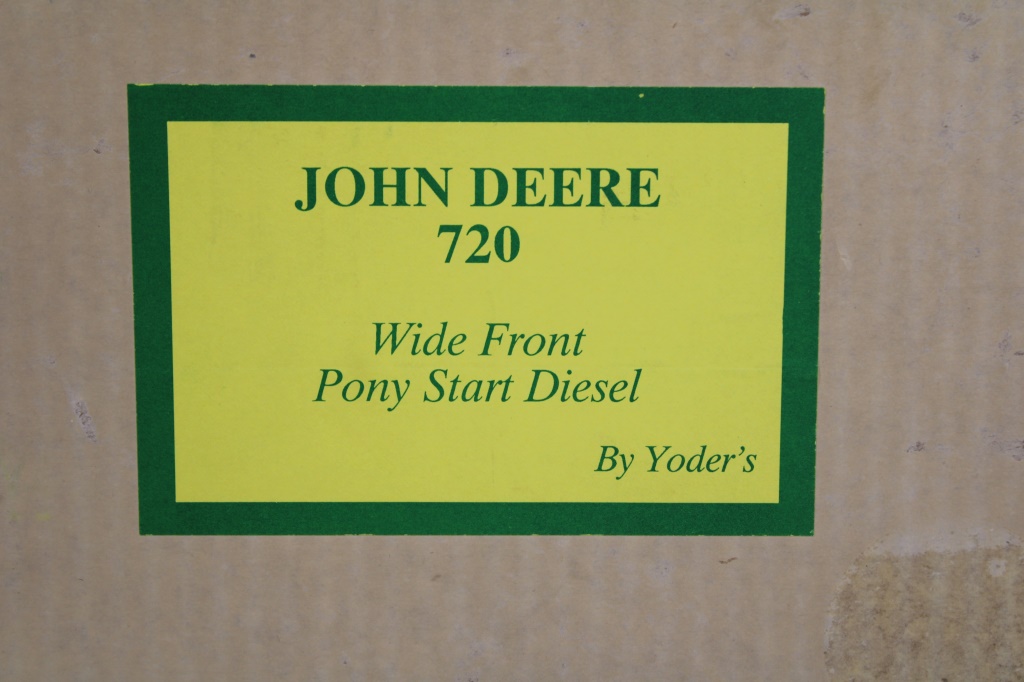 JOHN DEERE
720
Wide Front
Pony Start Diesel
By Yoder's